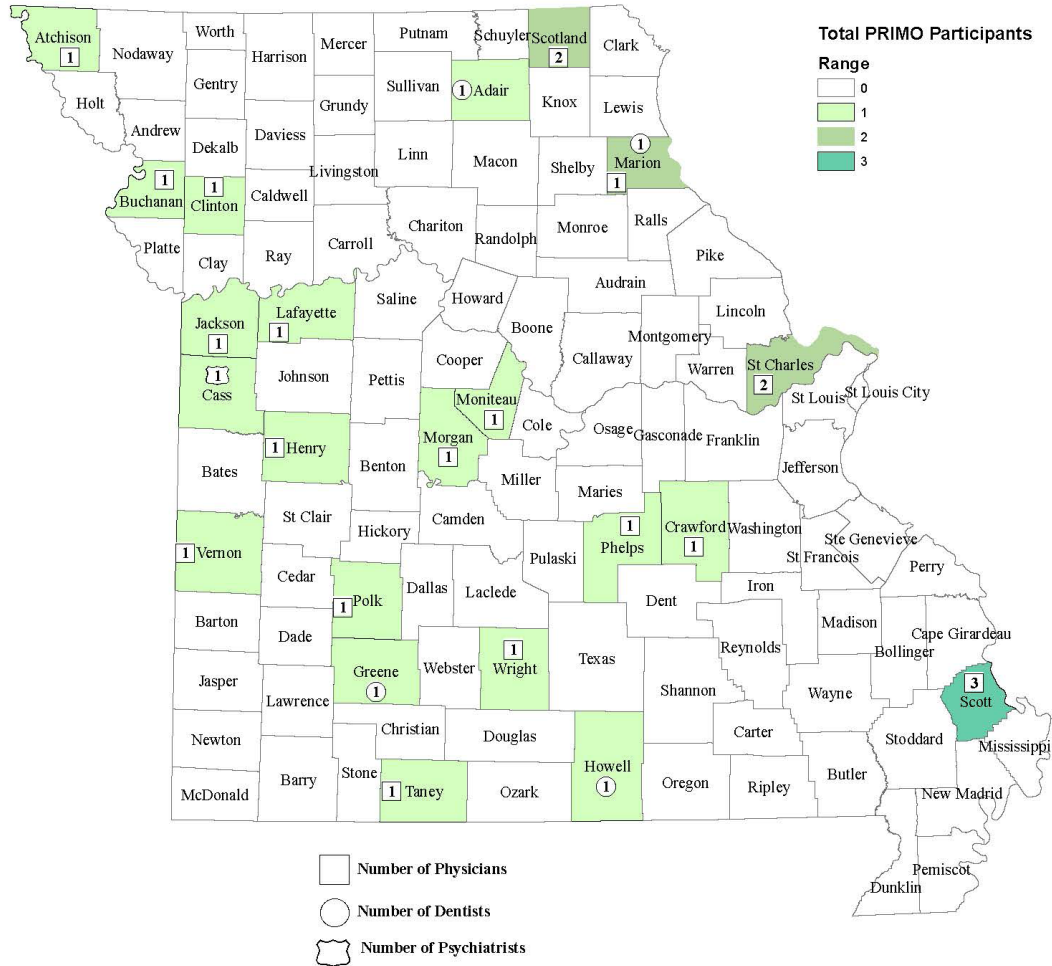 Total PRIMO Participants
Range
0
1
2
3
Atchison
1
Nodaway
Worth
Harrison
Mercer
Putnam
Schuyler
Scotland
2
Clark
Holt
Gentry
Grundy
Sullivan
1
Adair
Knox
Lewis
Andrew
Dekalb
Daviess
Livingston
Linn
Macon
Shelby
1
Marion
1
1
Buchanan
1
Clinton
Caldwell
Platte
Clay
Ray
Carroll
Chariton
Randolph
Monroe
Ralls
Pike
Audrain
Jackson
1
Lafayette
1
Saline
Howard
Boone
Callaway
Montgomery
Lincoln
Warren
St Charles
2
St Louis
St Louis City
1
Cass
Johnson
Pettis
Cooper
Moniteau
1
Morgan
1
Cole
Osage
Gasconade
Franklin
Jefferson
Bates
1
Henry
Benton
Miller
Maries
St Clair
Hickory
Camden
Pulaski
1
Phelps
Crawford
1
Washington
Ste Genevieve
St Francois
Perry
1
Vernon
Cedar
1
Polk
Dallas
Laclede
Dent
Iron
Madison
Bollinger
Cape Girardeau
Barton
Dade
Greene
1
Webster
1
Wright
Texas
Shannon
Reynolds
Wayne
3
Scott
Jasper
Lawrence
Christian
Douglas
Howell
1
Carter
Stoddard
Mississippi
Newton
McDonald
Barry
Stone
1
Taney
Ozark
Oregon
Ripley
Butler
New Madrid
Pemiscot
Dunklin
Number of Physicians
Number of Dentists
Number of Psychiatrists